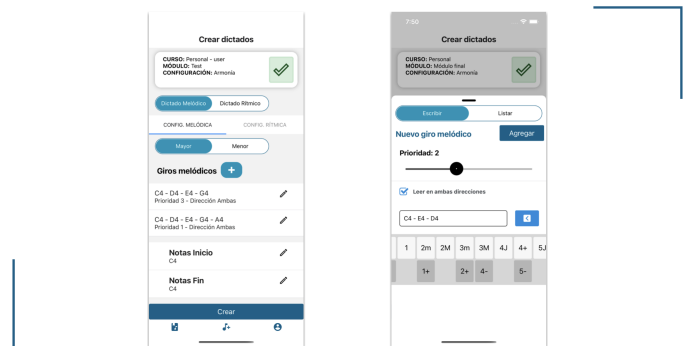 Crear dictados
CURSO: Personal - user
MÓDULO: Test
CONFIGURACIÓN: Armonía
Dictado Melódico
Dictado Rítmico
CONFIG. MELÓDICA
CONFIG. RÍTMICA
Mayor
Menor
Giros melódicos +
C4 - D4 - E4 - G4
Prioridad 3 - Dirección Ambas
C4 - D4 - E4 - G4 - A4
Prioridad 1 - Dirección Ambas
Notas Inicio
C4
Notas Fin
C4
Crear
7:50
Crear dictados
CURSO: Personal
MÓDULO: Módulo final
CONFIGURACIÓN: Armonía
Escribir
Listar
Nuevo giro melódico
Agregar
Prioridad: 2
Leer en ambas direcciones
C4 - E4 - D4
1 2m 2M 3m 3M 4J 4+ 5J
1+ 2+ 4- 5-